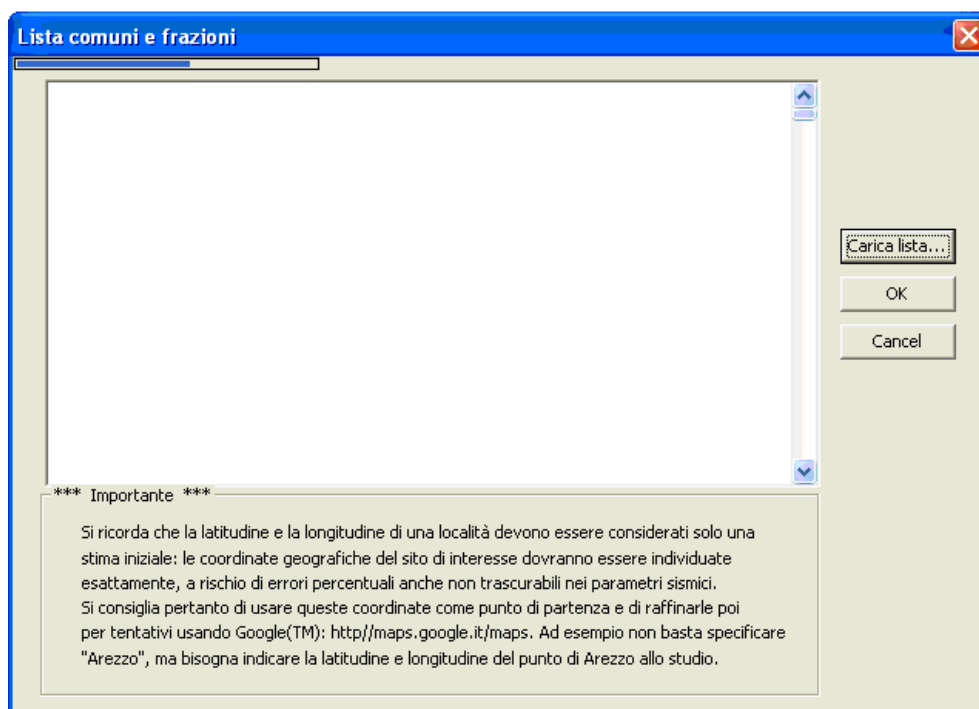 Lista comuni e frazioni
Carica lista...
OK
Cancel
*** Importante ***
Si ricorda che la latitudine e la longitudine di una località devono essere considerati solo una
stima iniziale: le coordinate geografiche del sito di interesse dovranno essere individuate
esattamente, a rischio di errori percentuali anche non trascurabili nei parametri sismici.
Si consiglia pertanto di usare queste coordinate come punto di partenza e di raffinarle poi
per tentativi usando Google(TM): http//maps.google.it/maps. Ad esempio non basta specificare
"Arezzo", ma bisogna indicare la latitudine e longitudine del punto di Arezzo allo studio.